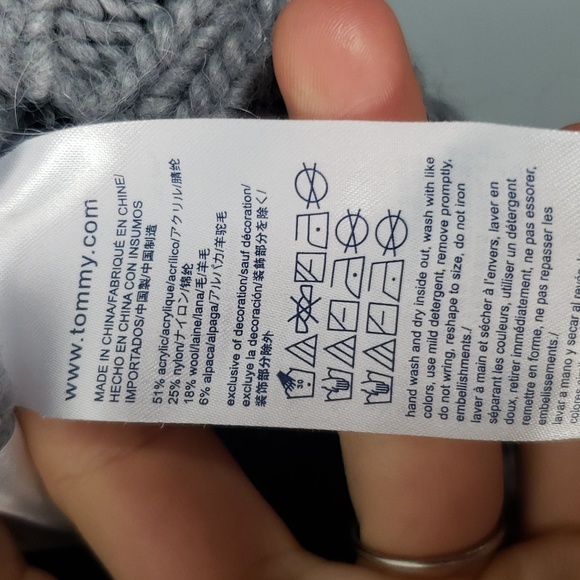 www.tommy.com
MADE IN CHINA/FABRIQUÉ EN CHINE/
HECHO EN CHINA CON INSUMOS
IMPORTADOS/中国製/中国制造
51% acrylic/acrylique/acrílico/アクリル/腈纶
25% nylon/ナイロン/锦纶
18% wool/laine/lana/毛/羊毛
6% alpaca/alpaga/アルパカ/羊驼毛
exclusive of decoration/sauf décoration/
excluye la decoración/装飾部分を除く/
装饰部分除外
30
hand wash and dry inside out, wash with like
colors, use mild detergent, remove promptly,
do not wring, reshape to size, do not iron
embellishments./
laver à main et sécher à l'envers, laver en
séparant les couleurs, utiliser un détergent
doux, retirer immédiatement, ne pas essorer,
remettre en forme, ne pas repasser les
embellissements./
lavar a mano y secar al